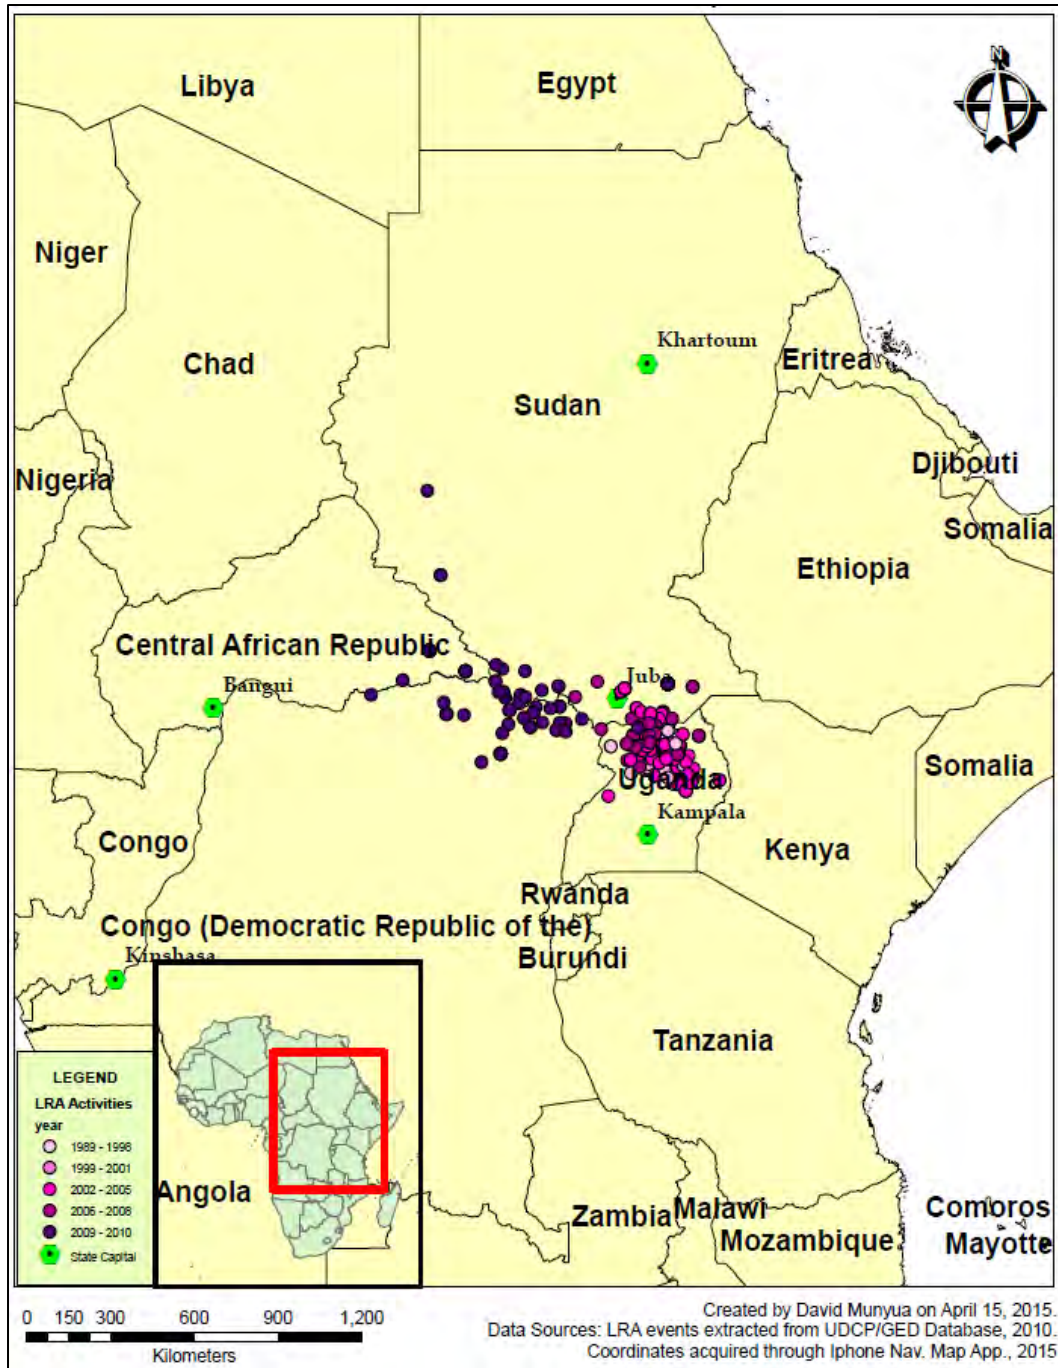 N
Libya
Egypt
Niger
Chad
Khartoum
Eritrea
Sudan
Nigeria
Djibouti
Somalia
Ethiopia
Central African Republic
Bangui
Juba
Somalia
Uganda
Kampala
Congo
Kenya
Rwanda
Congo (Democratic Republic of the)
Kinshasa
Burundi
Tanzania
LEGEND
LRA Activities
year
1989 - 1998
1999 - 2001
2002 - 2005
2006 - 2008
2009 - 2010
State Capital
Angola
Zambia
Malawi
Mozambique
Comoros
Mayotte
0 150 300 600 900 1,200
Kilometers
Created by David Munyua on April 15, 2015.
Data Sources: LRA events extracted from UDCP/GED Database, 2010.
Coordinates acquired through Iphone Nav. Map App., 2015